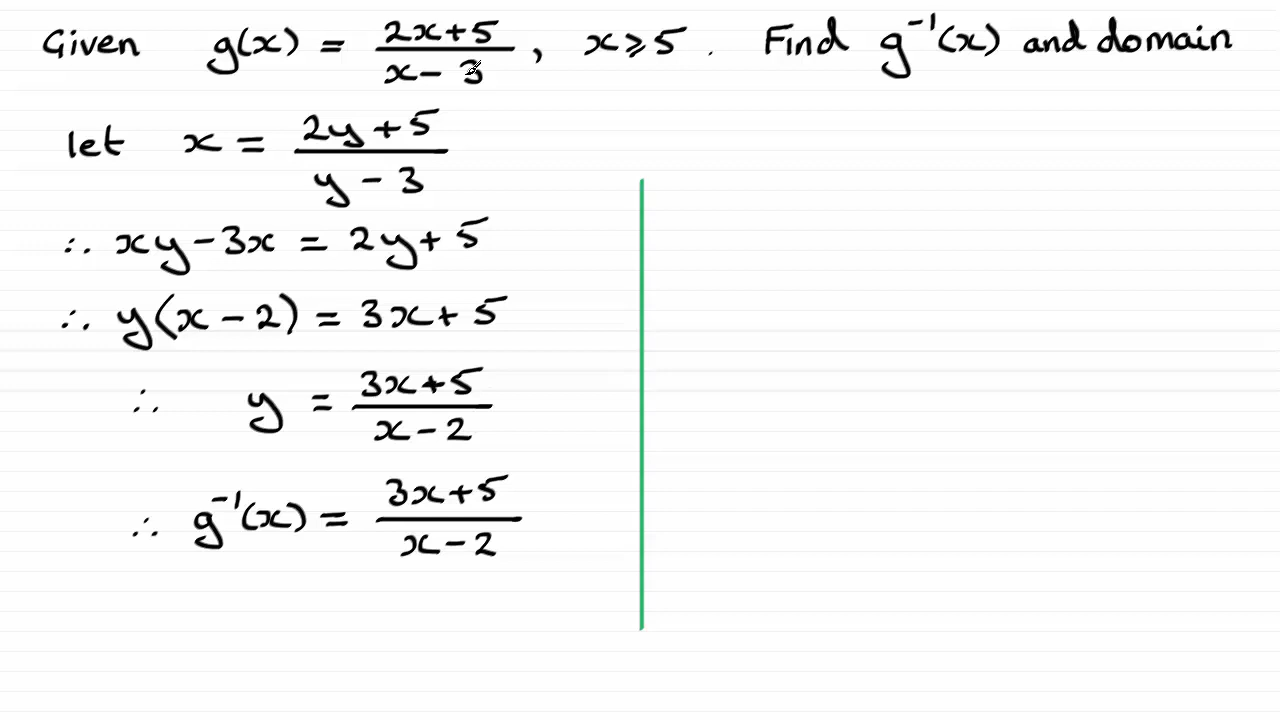 Given g(x) = (2x+5)/(x-3), x ⩾ 5. Find g⁻¹(x) and domain
let x = (2y+5)/(y-3)
∴ xy-3x = 2y+5
∴ y(x-2) = 3x+5
∴ y = (3x+5)/(x-2)
∴ g⁻¹(x) = (3x+5)/(x-2)